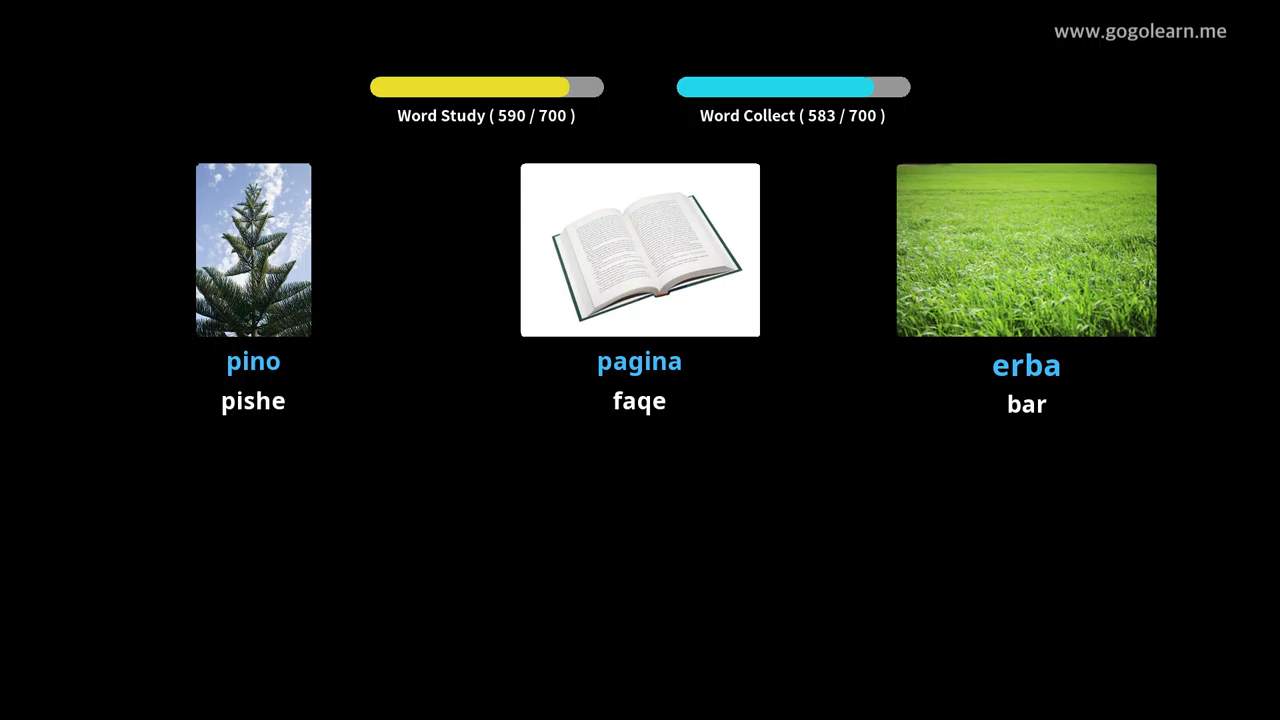 www.gogolearn.me
Word Study ( 590 / 700 )
Word Collect ( 583 / 700 )
pino
pishe
pagina
faqe
erba
bar